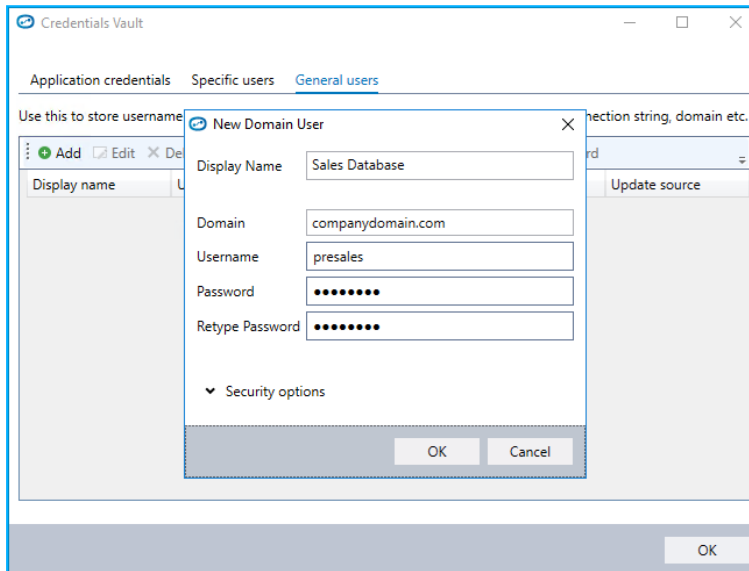 Credentials Vault
Application credentials Specific users General users
Use this to store username
nection string, domain etc.
New Domain User
Add Edit
rd
Display name
Update source
Display Name Sales Database
Domain companydomain.com
Username presales
Password ●●●●●●●●
Retype Password ●●●●●●●●
Security options
OK Cancel
OK